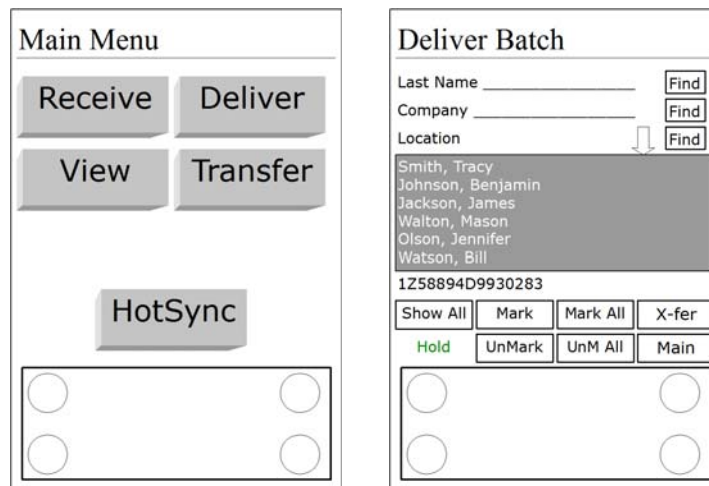 Main Menu
Receive
Deliver
View
Transfer
HotSync
Deliver Batch
Last Name
Find
Company
Find
Location
Find
Smith, Tracy
Johnson, Benjamin
Jackson, James
Walton, Mason
Olson, Jennifer
Watson, Bill
1Z58894D9930283
Show All
Mark
Mark All
X-fer
Hold
UnMark
UnM All
Main